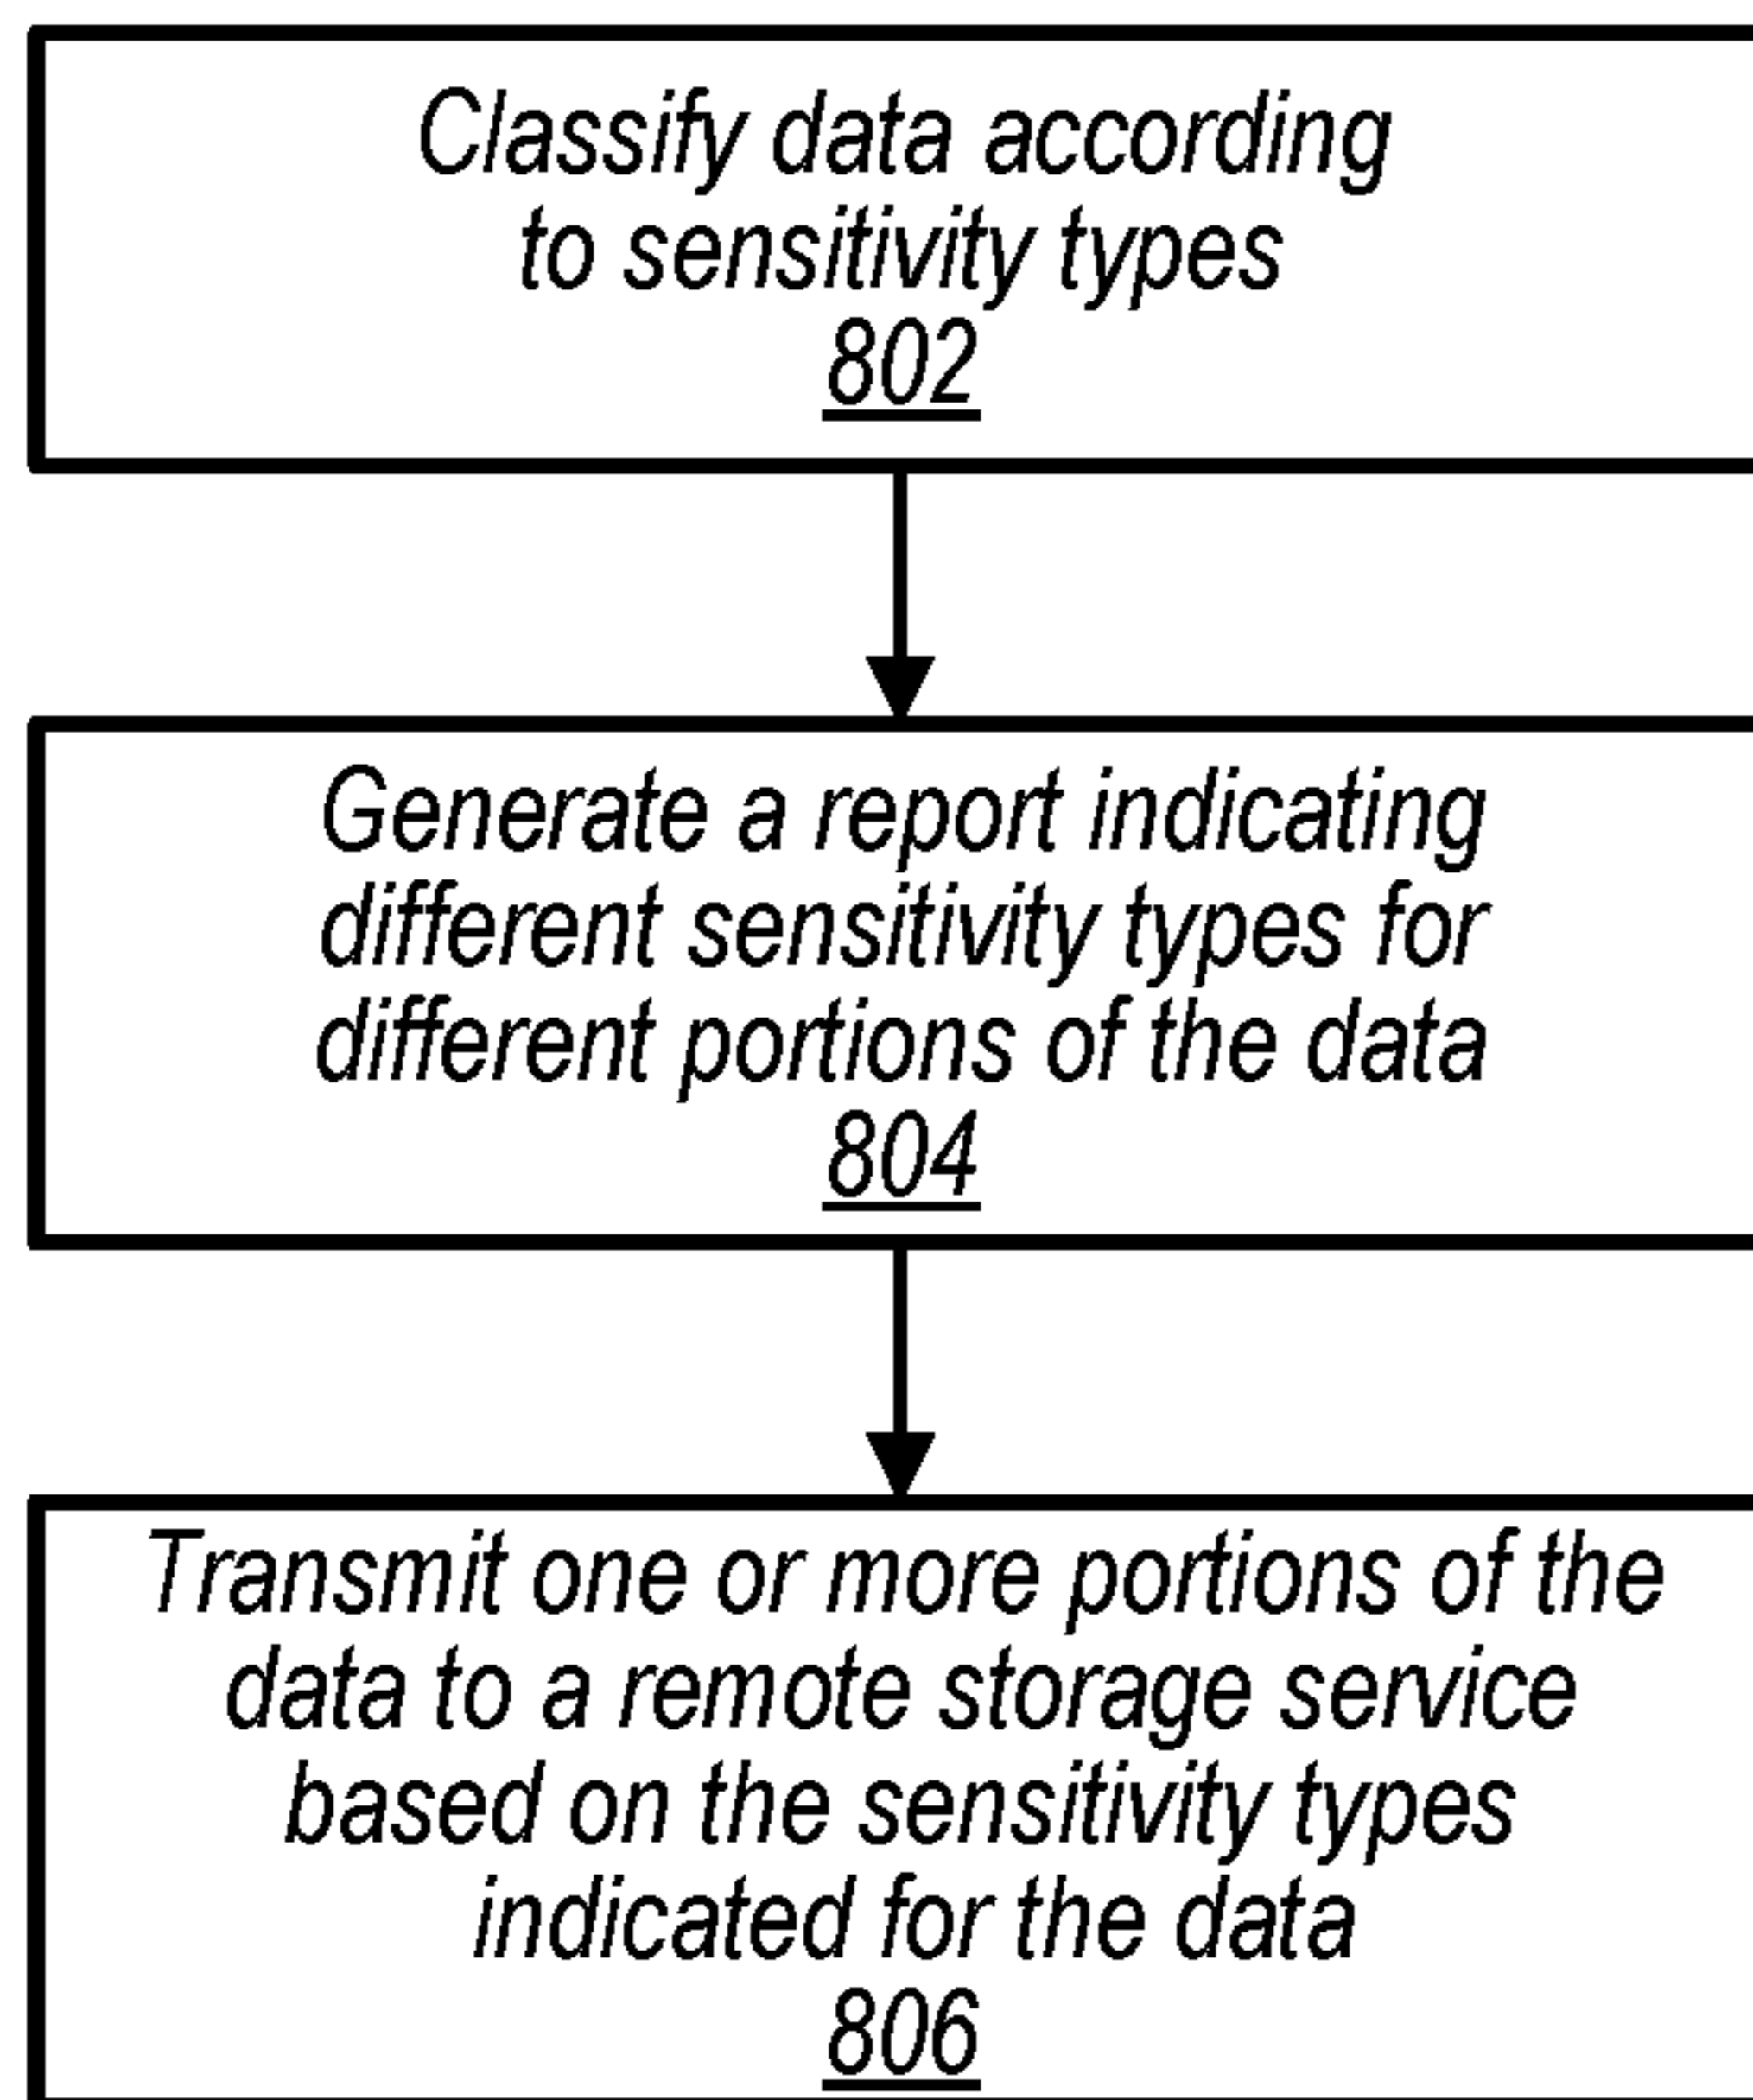 Classify data according
to sensitivity types
802
Generate a report indicating
different sensitivity types for
different portions of the data
804
Transmit one or more portions of the
data to a remote storage service
based on the sensitivity types
indicated for the data
806